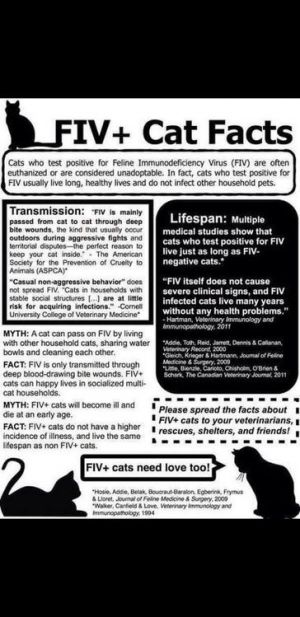 FIV+ Cat Facts
Cats who test positive for Feline Immunodeficiency Virus (FIV) are often
euthanized or are considered unadoptable. In fact, cats who test positive for
FIV usually live long, healthy lives and do not infect other household pets.
Transmission: "FIV is mainly
passed from cat to cat through deep
bite wounds, the kind that usually occur
outdoors during aggressive fights and
territorial disputes—the perfect reason to
keep your cat inside." - The American
Society for the Prevention of Cruelty to
Animals (ASPCA)*
"Casual non-aggressive behavior" does
not spread FIV. "Cats in households with
stable social structures [...] are at little
risk for acquiring infections." -Cornell
University College of Veterinary Medicine*
MYTH: A cat can pass on FIV by living
with other household cats, sharing water
bowls and cleaning each other.
FACT: FIV is only transmitted through
deep blood-drawing bite wounds. FIV+
cats can happy lives in socialized multi-
cat households.
MYTH: FIV+ cats will become ill and
die at an early age.
FACT: FIV+ cats do not have a higher
incidence of illness, and live the same
lifespan as non FIV+ cats.
Lifespan: Multiple
medical studies show that
cats who test positive for FIV
live just as long as FIV-
negative cats.*
"FIV itself does not cause
severe clinical signs, and FIV
infected cats live many years
without any health problems."
- Hartman, Veterinary Immunology and
Immunopathology, 2011
*Addie, Toth, Reid, Jarrett, Dennis & Callanan,
Veterinary Record, 2000
*Gleich, Krieger & Hartmann, Journal of Feline
Medicine & Surgery, 2009
*Little, Bienzle, Carioto, Chisholm, O'Brien &
Scherk, The Canadian Veterinary Journal, 2011
Please spread the facts about
FIV+ cats to your veterinarians,
rescues, shelters, and friends!
FIV+ cats need love too!
*Hosie, Addie, Belak, Boucraut-Baralon, Egberink, Frymus
& Lloret, Journal of Feline Medicine & Surgery, 2009
*Walker, Canfield & Love, Veterinary Immunology and
Immunopathology, 1994